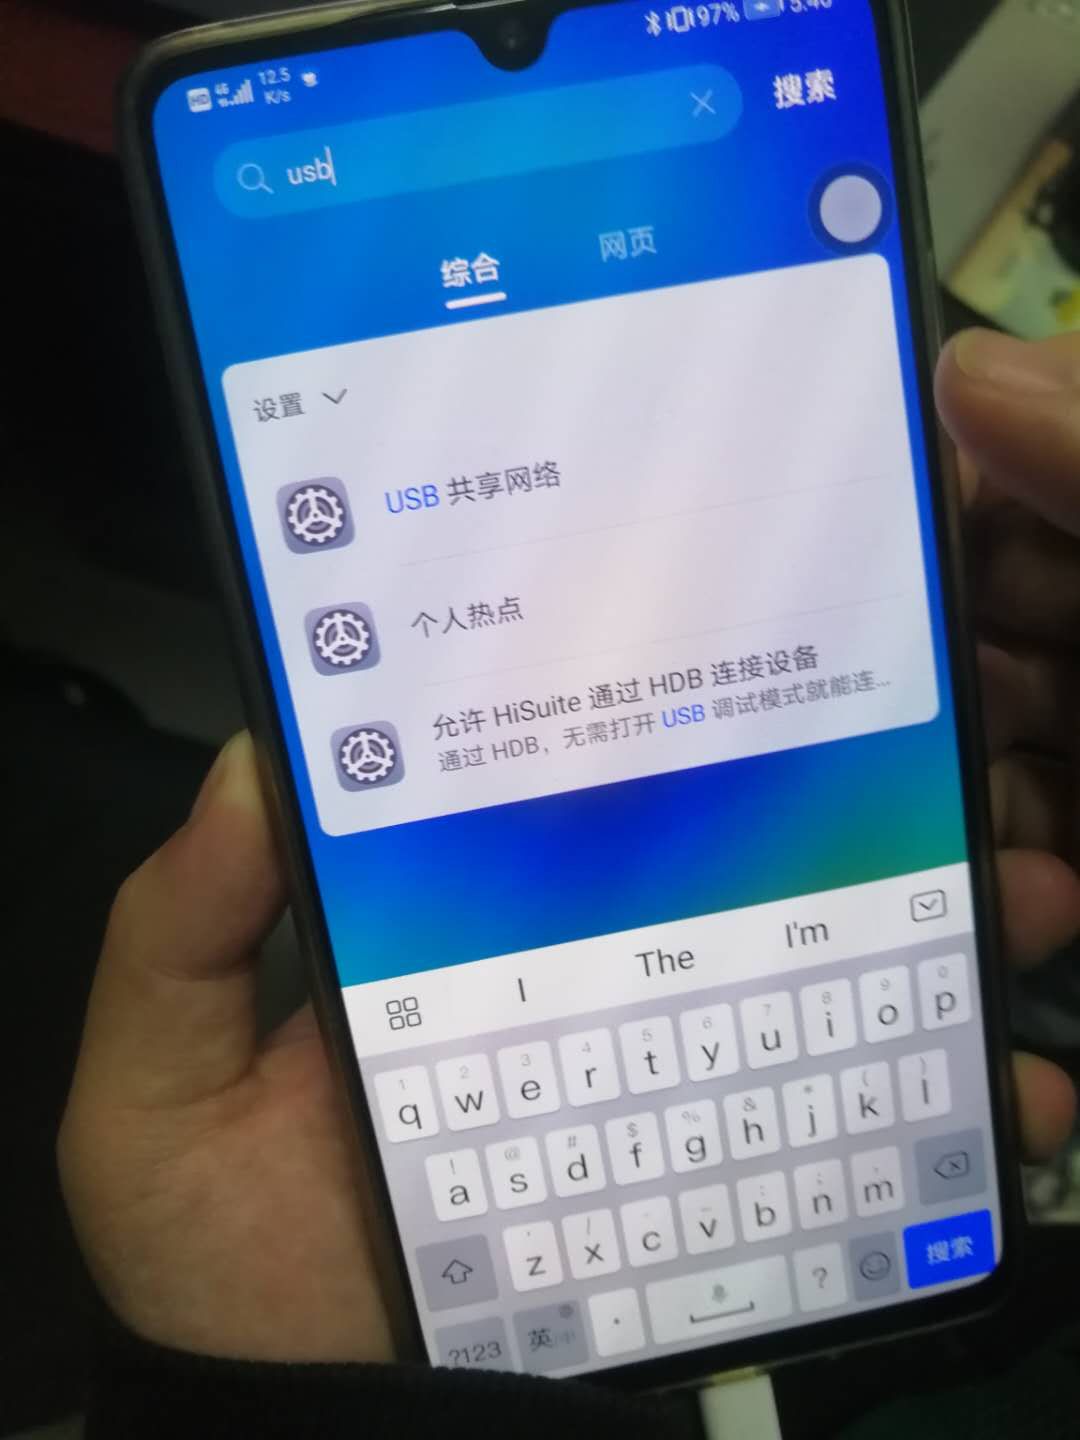 HD 4G 12.5 K/s 97%
usb
搜索
综合 网页
设置
USB 共享网络
个人热点
允许 HiSuite 通过 HDB 连接设备
通过 HDB，无需打开 USB 调试模式就能连...
I The I'm
1 2 3 4 5 6 7 8 9 0
q w e r t y u i o p
! @ # $ % & * ( )
a s d f g h j k l
z x c v b n m
?123 英/中 ? 搜索